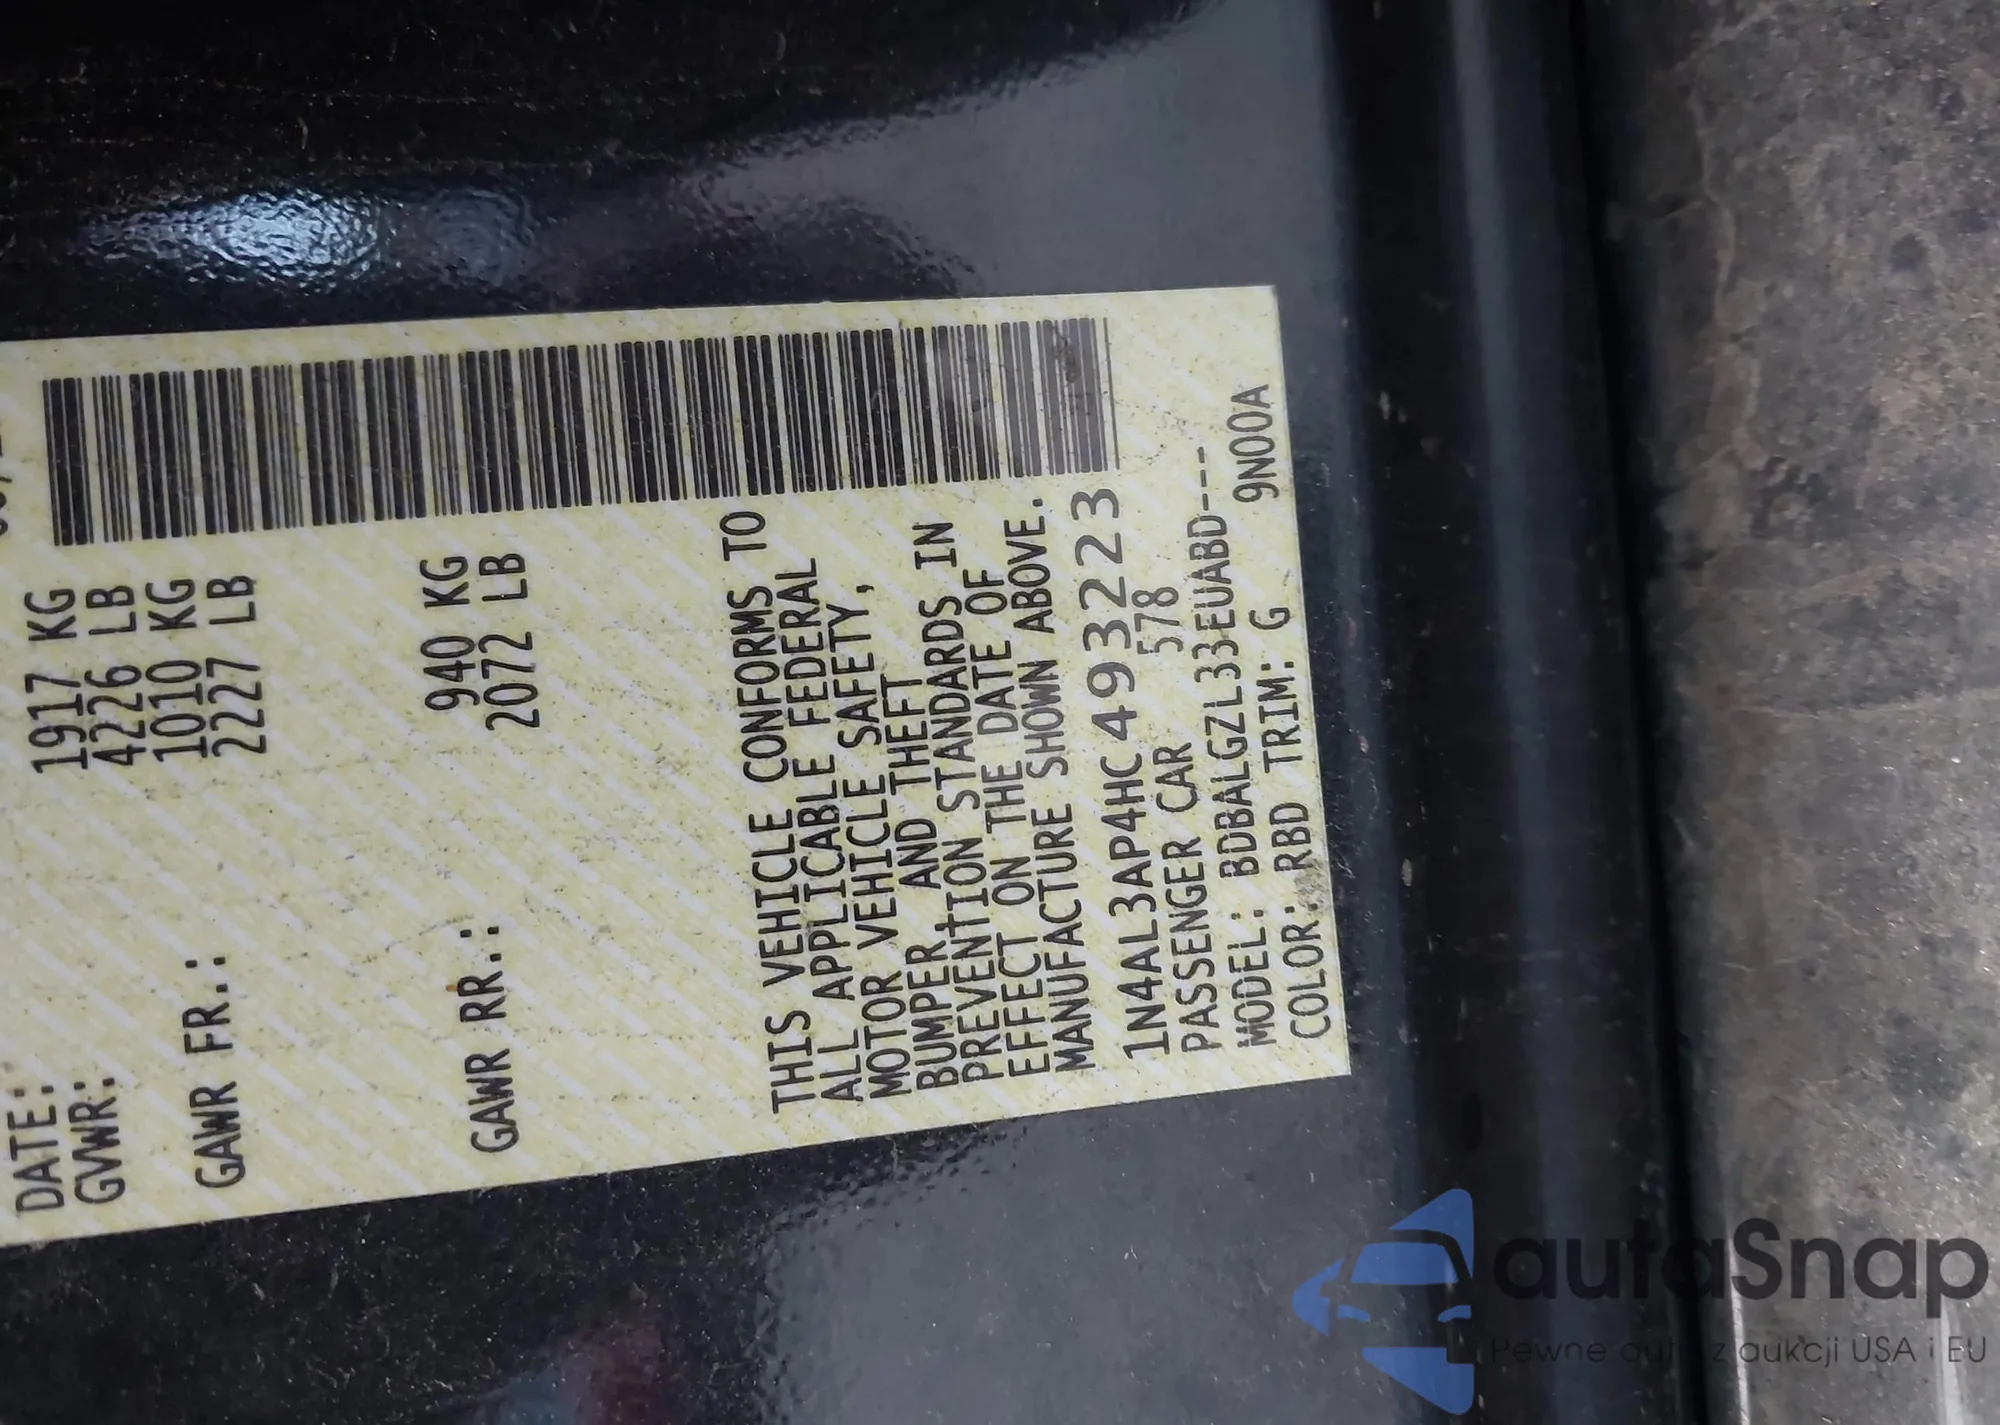 DATE:
GVWR: 1917 KG
4226 LB
GAWR FR.: 1010 KG
2227 LB
GAWR RR.: 940 KG
2072 LB
THIS VEHICLE CONFORMS TO
ALL APPLICABLE FEDERAL
MOTOR VEHICLE SAFETY,
BUMPER, AND THEFT
PREVENTION STANDARDS IN
EFFECT ON THE DATE OF
MANUFACTURE SHOWN ABOVE.
1N4AL3AP4HC493223
PASSENGER CAR 578
MODEL: BDBALGZL33EUABD---
COLOR: RBD TRIM: G 9N00A
autaSnap
Pewne auta z aukcji USA i EU